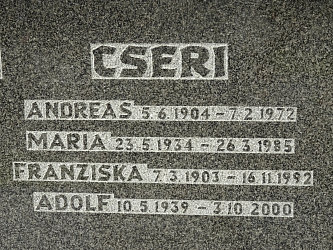 CSERI
ANDREAS 5.6.1904 – 7.2.1972
MARIA 23.5.1934 – 26.3.1985
FRANZISKA 7.3.1903 – 16.11.1992
ADOLF 10.5.1939 – 3.10.2000